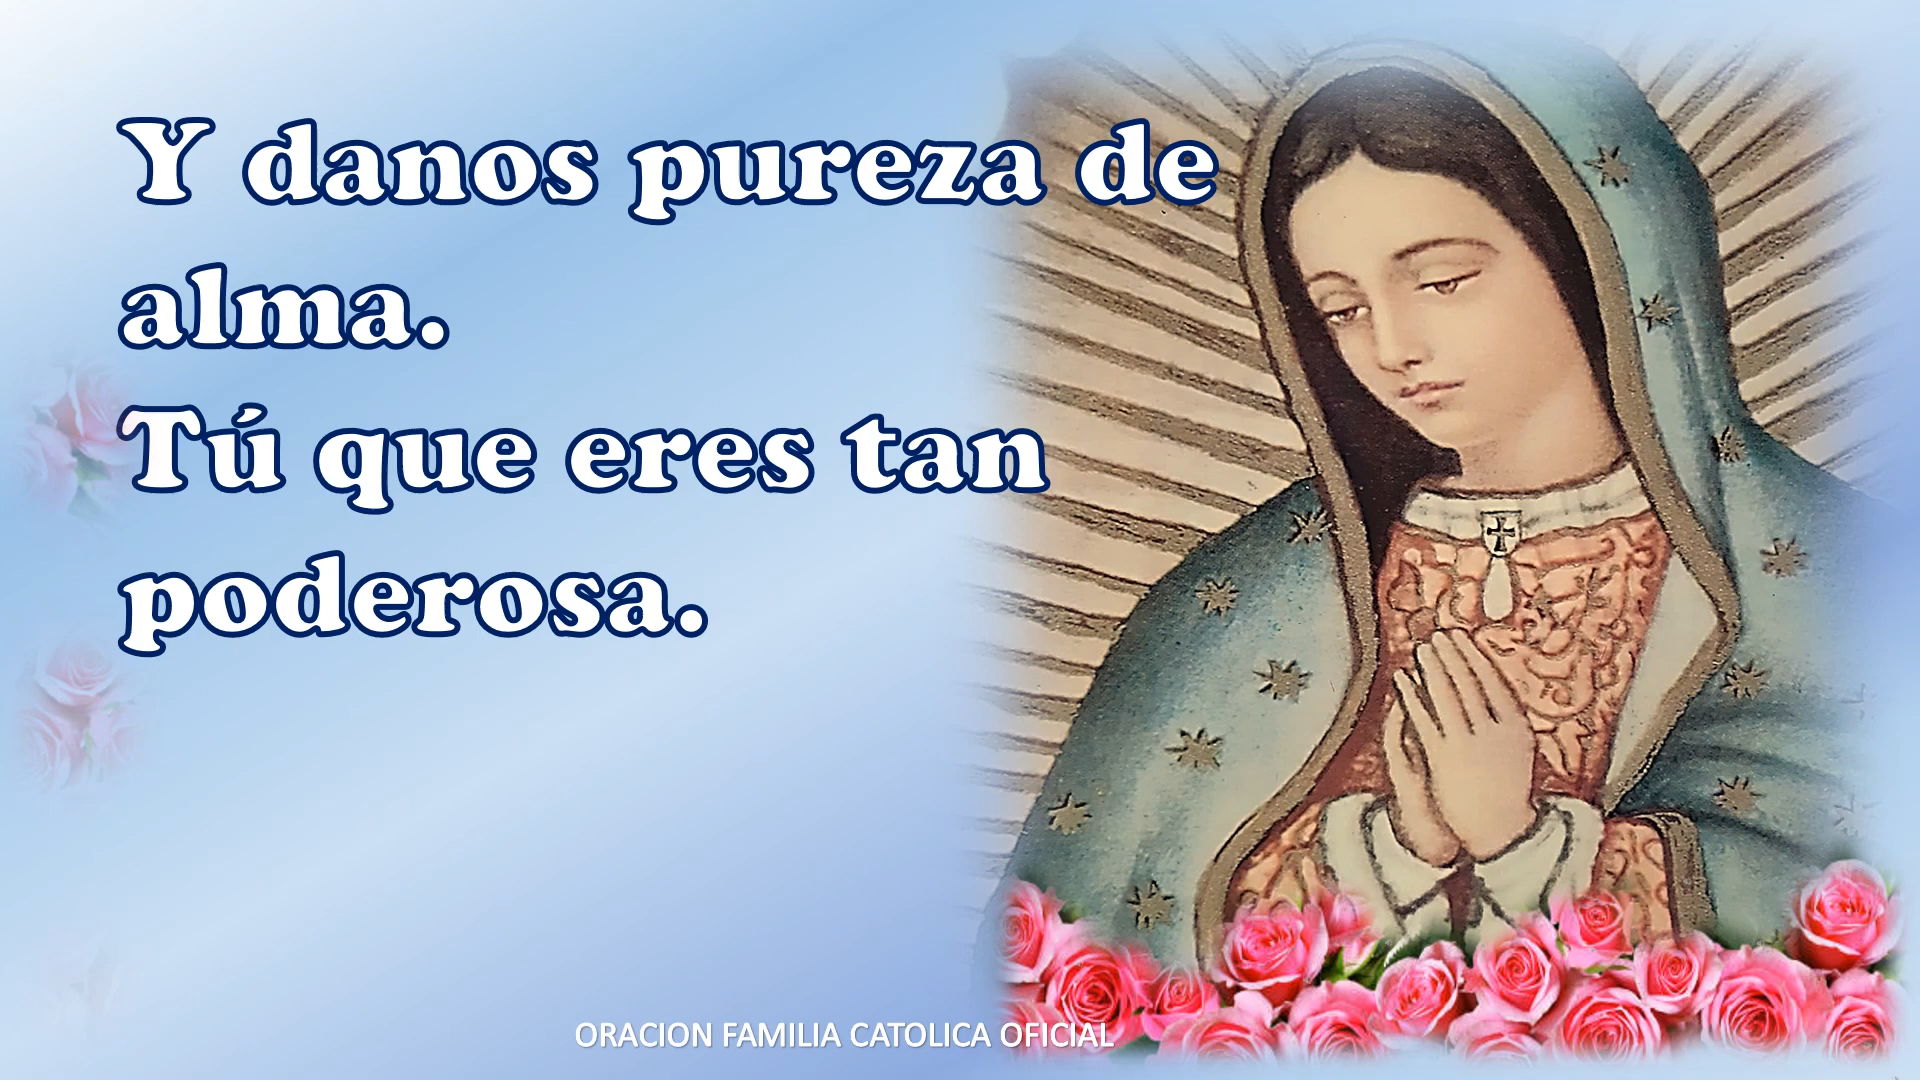 Y danos pureza de
alma.
Tú que eres tan
poderosa.
ORACION FAMILIA CATOLICA OFICIAL